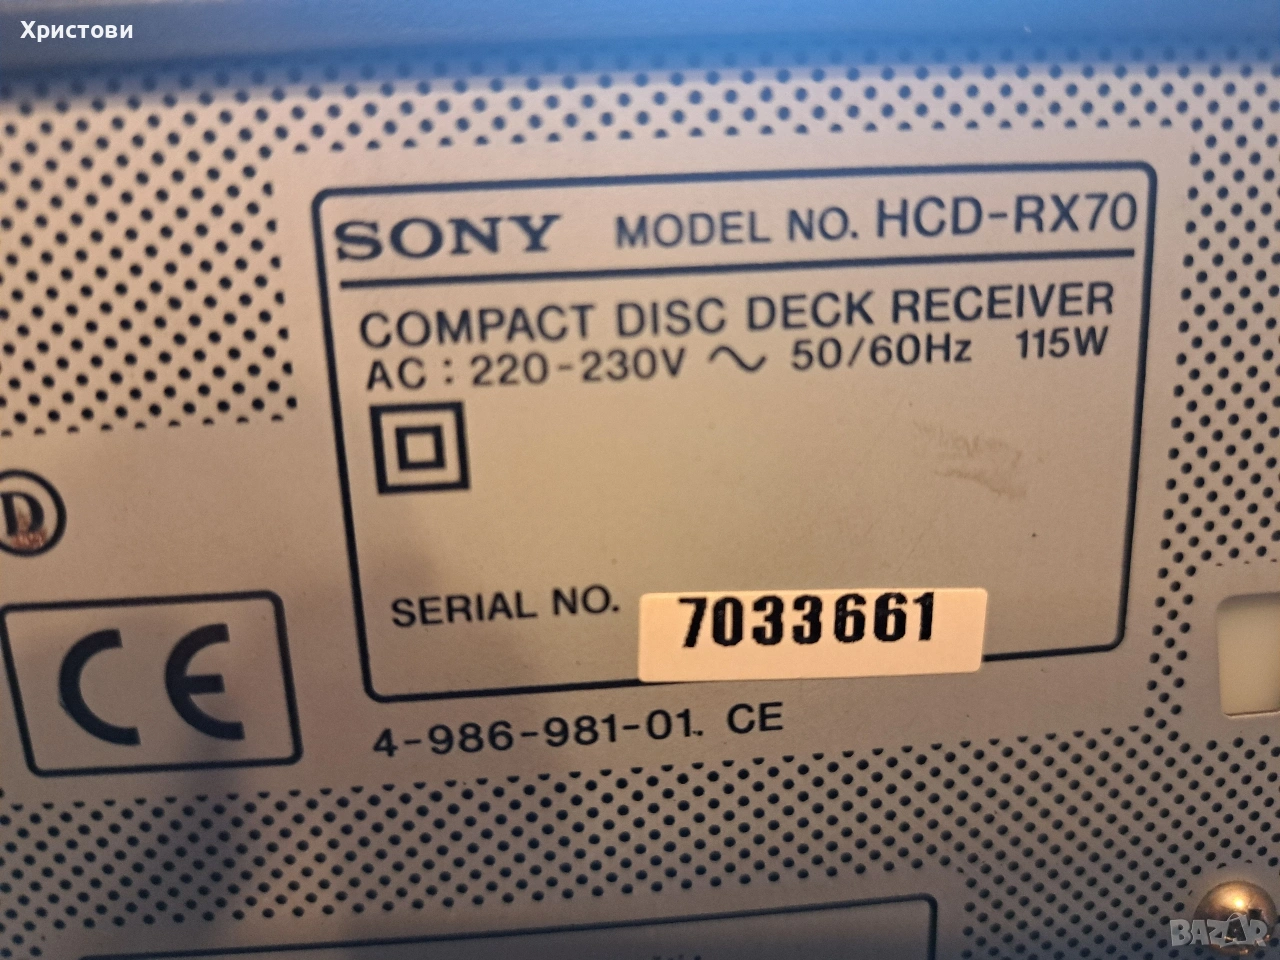 Христови
SONY MODEL NO. HCD-RX70
COMPACT DISC DECK RECEIVER
AC : 220-230V ~ 50/60Hz 115W
D
CE
SERIAL NO. 7033661
4-986-981-01. CE
BAZAR